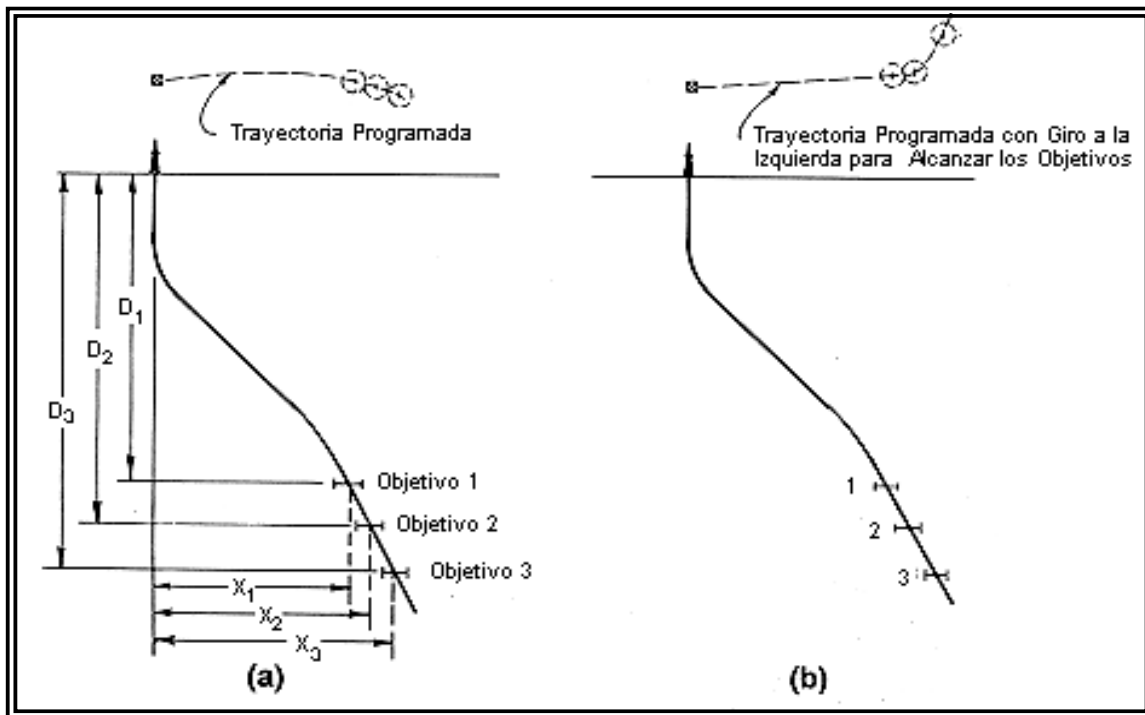 Trayectoria Programada
D1
D2
D3
Objetivo 1
Objetivo 2
Objetivo 3
X1
X2
X3
(a)
Trayectoria Programada con Giro a la
Izquierda para Alcanzar los Objetivos
1
2
3
(b)